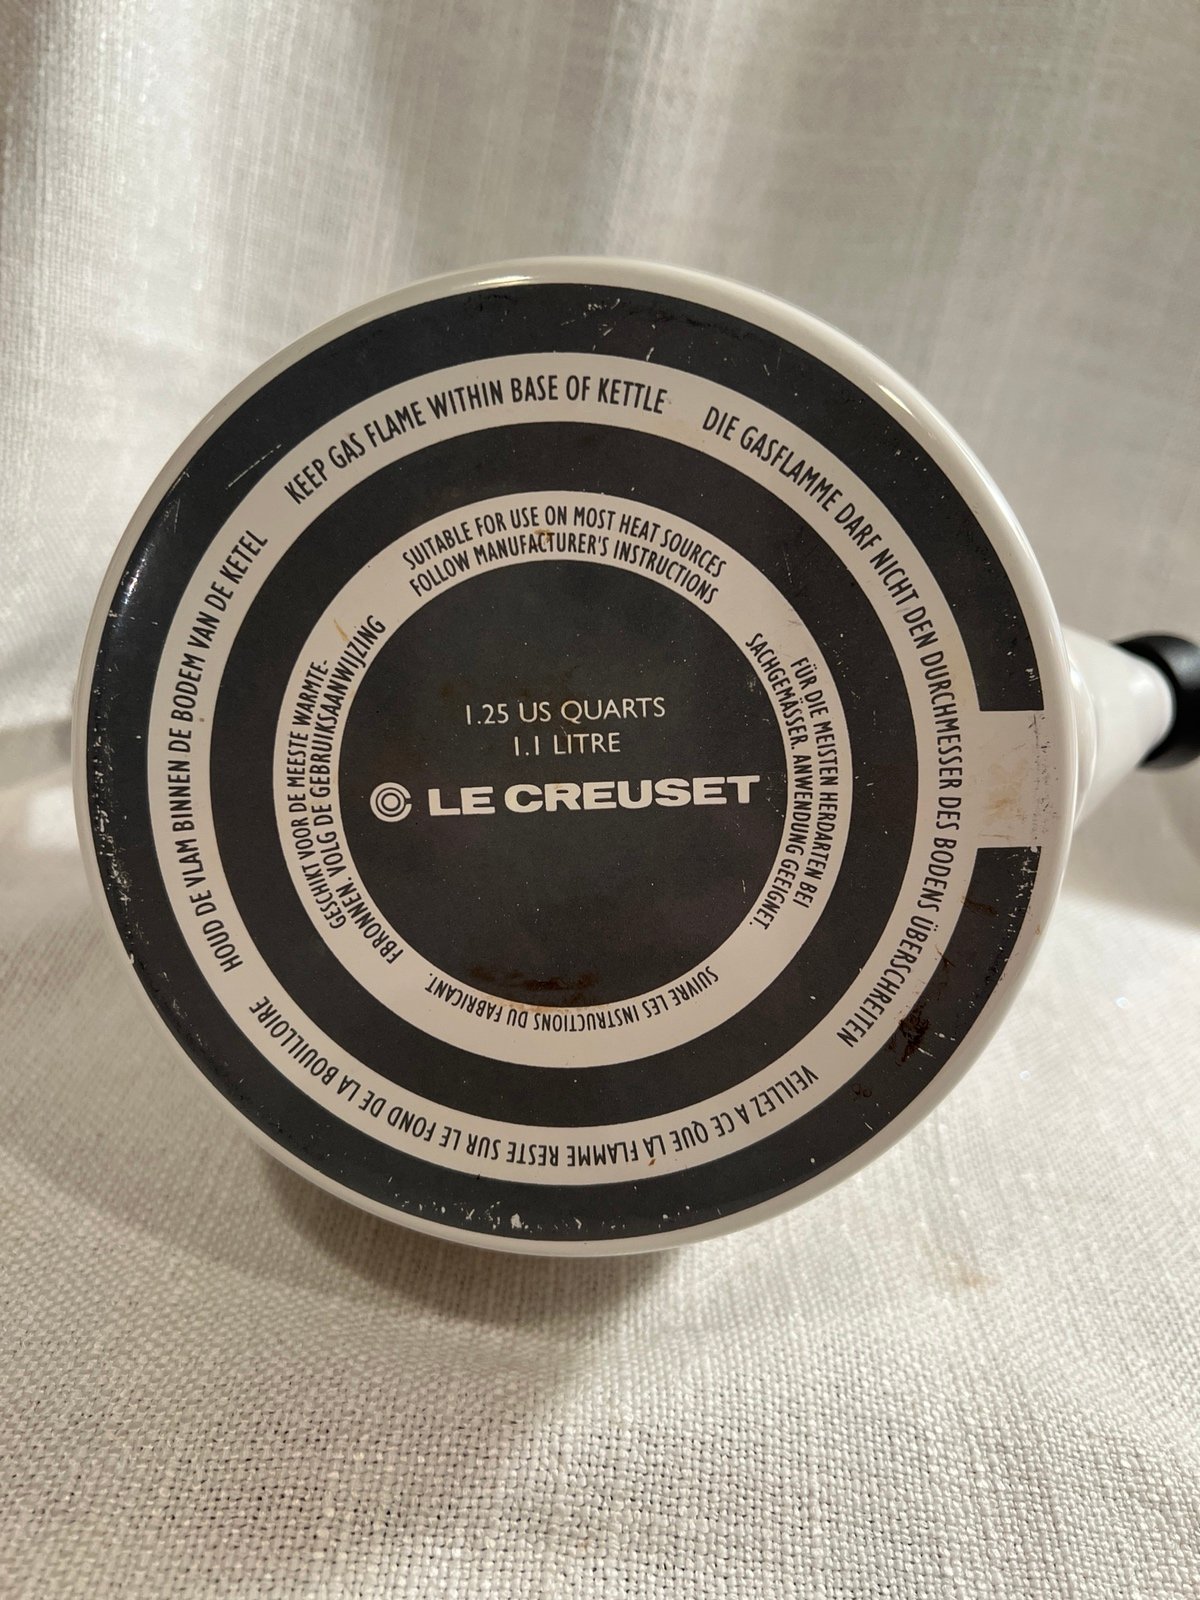 KEEP GAS FLAME WITHIN BASE OF KETTLE
DIE GASFLAMME DARF NICHT DEN DURCHMESSER DES BODENS ÜBERSCHREITEN
VEILLEZ A CE QUE LA FLAMME RESTE SUR LE FOND DE LA BOUILLOIRE
HOUD DE VLAM BINNEN DE BODEM VAN DE KETEL
SUITABLE FOR USE ON MOST HEAT SOURCES
FOLLOW MANUFACTURER'S INSTRUCTIONS
FÜR DIE MEISTEN HERDARTEN BEI
SACHGEMÄSSER. ANWENDUNG GEEIGNET.
SUIVRE LES INSTRUCTIONS DU FABRICANT.
GESCHIKT VOOR DE MEESTE WARMTE-
FBRONNEN. VOLG DE GEBRUIKSAANWIJZING
1.25 US QUARTS
1.1 LITRE
LE CREUSET